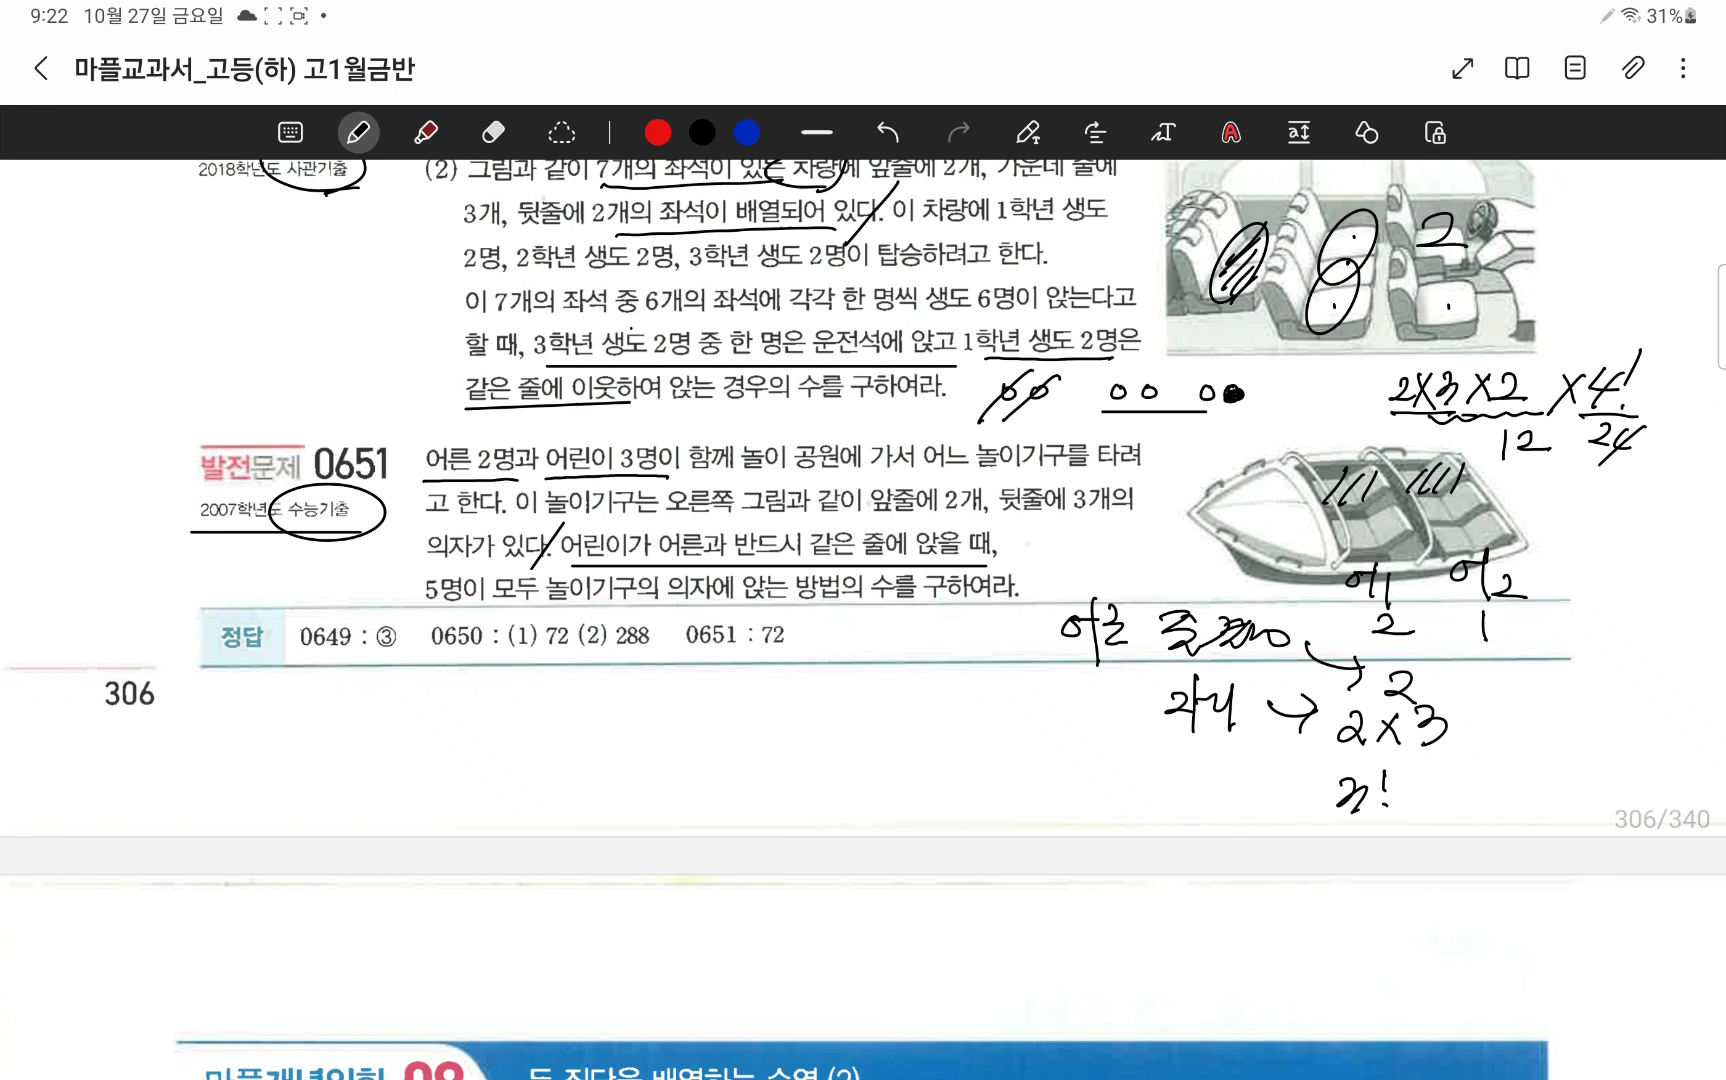 9:22 10월 27일 금요일
31%
마플교과서_고등(하) 고1월금반
2018학년도 사관기출
(2) 그림과 같이 7개의 좌석이 있는 차량에 앞줄에 2개, 가운데 줄에
3개, 뒷줄에 2개의 좌석이 배열되어 있다. 이 차량에 1학년 생도
2명, 2학년 생도 2명, 3학년 생도 2명이 탑승하려고 한다.
이 7개의 좌석 중 6개의 좌석에 각각 한 명씩 생도 6명이 앉는다고
할 때, 3학년 생도 2명 중 한 명은 운전석에 앉고 1학년 생도 2명은
같은 줄에 이웃하여 앉는 경우의 수를 구하여라.
2
2×3×2 ×4!
12 24
발전문제 0651
2007학년도 수능기출
어른 2명과 어린이 3명이 함께 놀이 공원에 가서 어느 놀이기구를 타려
고 한다. 이 놀이기구는 오른쪽 그림과 같이 앞줄에 2개, 뒷줄에 3개의
의자가 있다. 어린이가 어른과 반드시 같은 줄에 앉을 때,
5명이 모두 놀이기구의 의자에 앉는 방법의 수를 구하여라.
어1 어2
2 1
정답 0649 : ③ 0650 : (1) 72 (2) 288 0651 : 72
어른
2
자리 → 2×3
3!
306
306/340